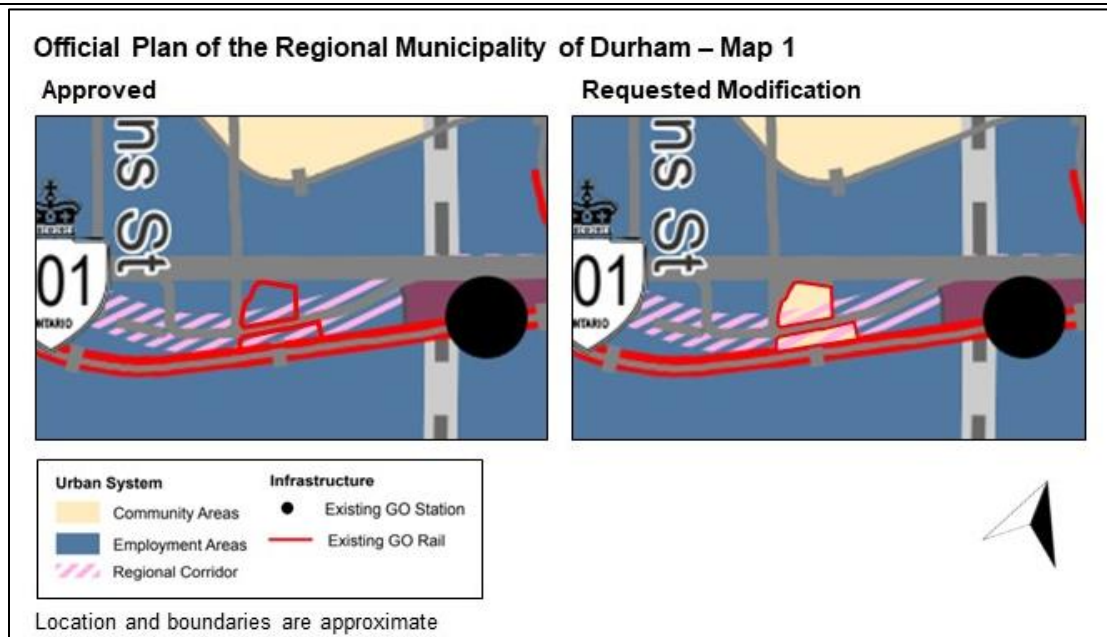 Official Plan of the Regional Municipality of Durham – Map 1
Approved
Requested Modification
ns St
01
NTARIO
ns St
01
NTARIO
Urban System
Infrastructure
Community Areas
Existing GO Station
Employment Areas
Existing GO Rail
Regional Corridor
Location and boundaries are approximate